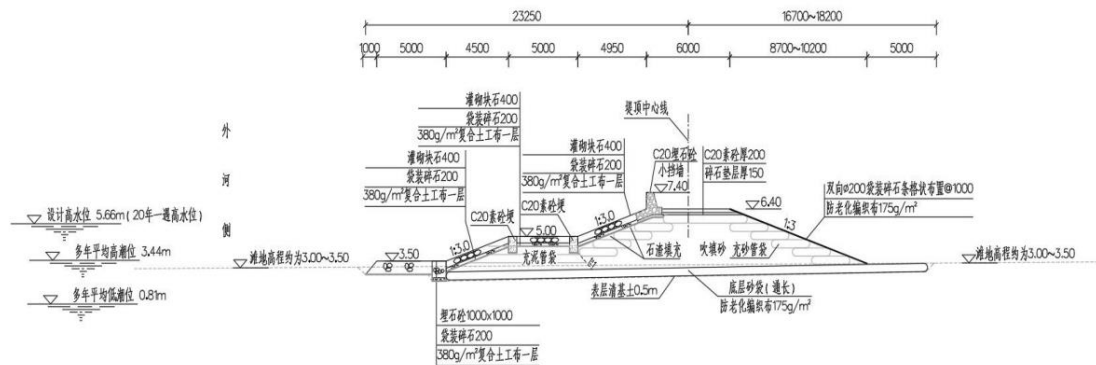 23250
16700~18200
1000
5000
4500
5000
4950
6000
8700~10200
5000
灌砌块石400
袋装碎石200
380g/m²复合土工布一层
灌砌块石400
袋装碎石200
380g/m²复合土工布一层
灌砌块石400
袋装碎石200
380g/m²复合土工布一层
堤顶中心线
C20埋石砼
小挡墙
7.40
C20素砼厚200
碎石垫层厚150
双向φ200袋装碎石条格状布置@1000
防老化编织布175g/m²
外
河
侧
设计高水位 5.66m(20年一遇高水位)
多年平均高潮位 3.44m
多年平均低潮位 0.81m
滩地高程约为3.00~3.50
3.50
C20素砼埂
C20素砼埂
1:3.0
5.00
1:3.0
6.40
1:3
充泥管袋
石渣填充
吹填砂
充砂管袋
滩地高程约为3.00~3.50
表层清基土0.5m
底层砂袋(通长)
防老化编织布175g/m²
埋石砼1000x1000
袋装碎石200
380g/m²复合土工布一层